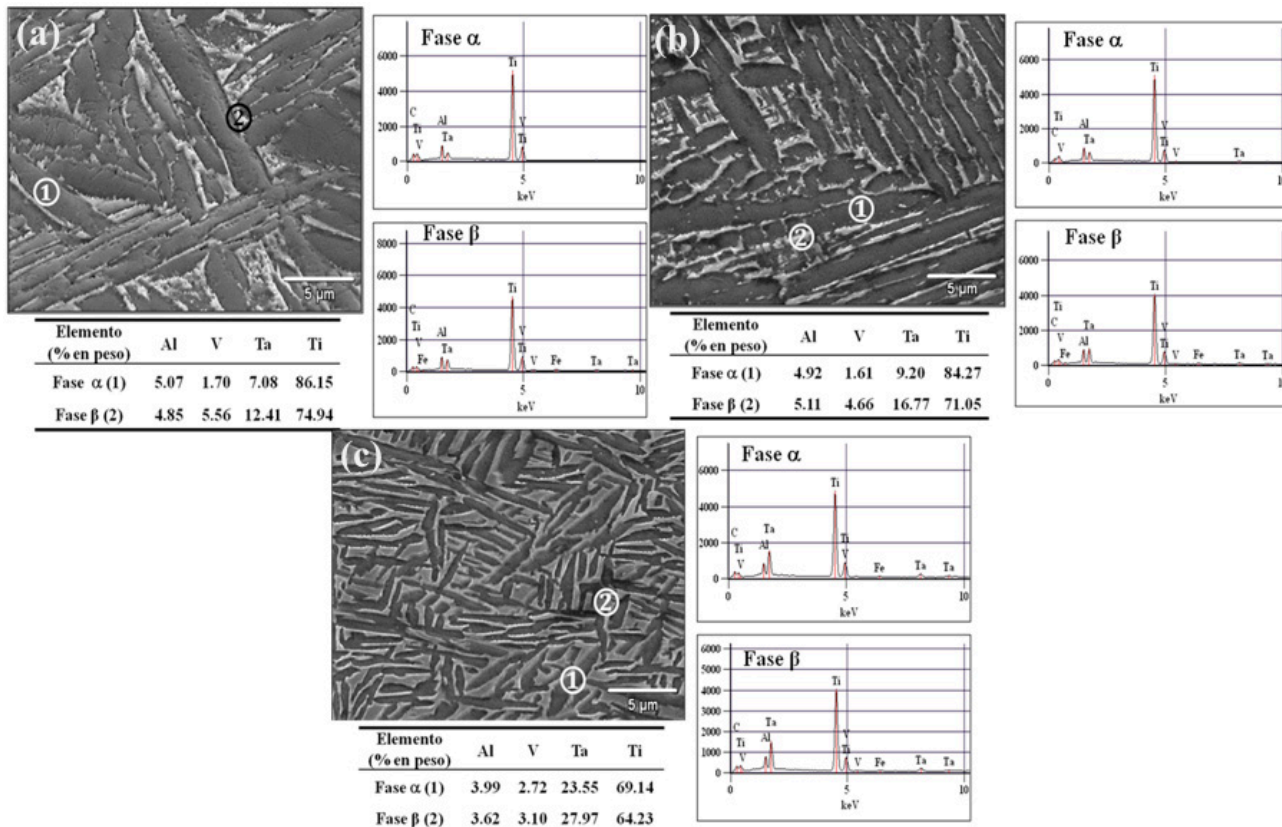 (a)
①
②
5 µm
Fase α
6000
4000
2000
0
C
Ti
V
Al
Ta
Ti
V
Ti
0 5 10
keV
Fase β
8000
6000
4000
2000
0
C
Ti
V
Fe
Al
Ta
Ti
V
Ti
V
Fe
Ta
Ta
0 5 10
keV
Elemento
(% en peso) Al V Ta Ti
Fase α (1) 5.07 1.70 7.08 86.15
Fase β (2) 4.85 5.56 12.41 74.94
(b)
①
②
5 µm
Fase α
6000
4000
2000
0
Ti
C
V
Al
Ta
Ti
V
Ti
V
Ta
0 5 10
keV
Fase β
6000
4000
2000
0
Ti
C
V
Fe
Ta
Al
Ti
V
Ti
V
Fe
Ta
Ta
0 5 10
keV
Elemento
(% en peso) Al V Ta Ti
Fase α (1) 4.92 1.61 9.20 84.27
Fase β (2) 5.11 4.66 16.77 71.05
(c)
②
①
5 µm
Fase α
6000
4000
2000
0
C
Ti
V
Ta
Al
Ti
Ti
V
Fe
Ta
Ta
0 5 10
keV
Fase β
6000
5000
4000
3000
2000
1000
0
C
Ti
V
Ta
Al
Ti
V
Ti
V
Fe
Ta
Ta
0 5 10
keV
Elemento
(% en peso) Al V Ta Ti
Fase α (1) 3.99 2.72 23.55 69.14
Fase β (2) 3.62 3.10 27.97 64.23